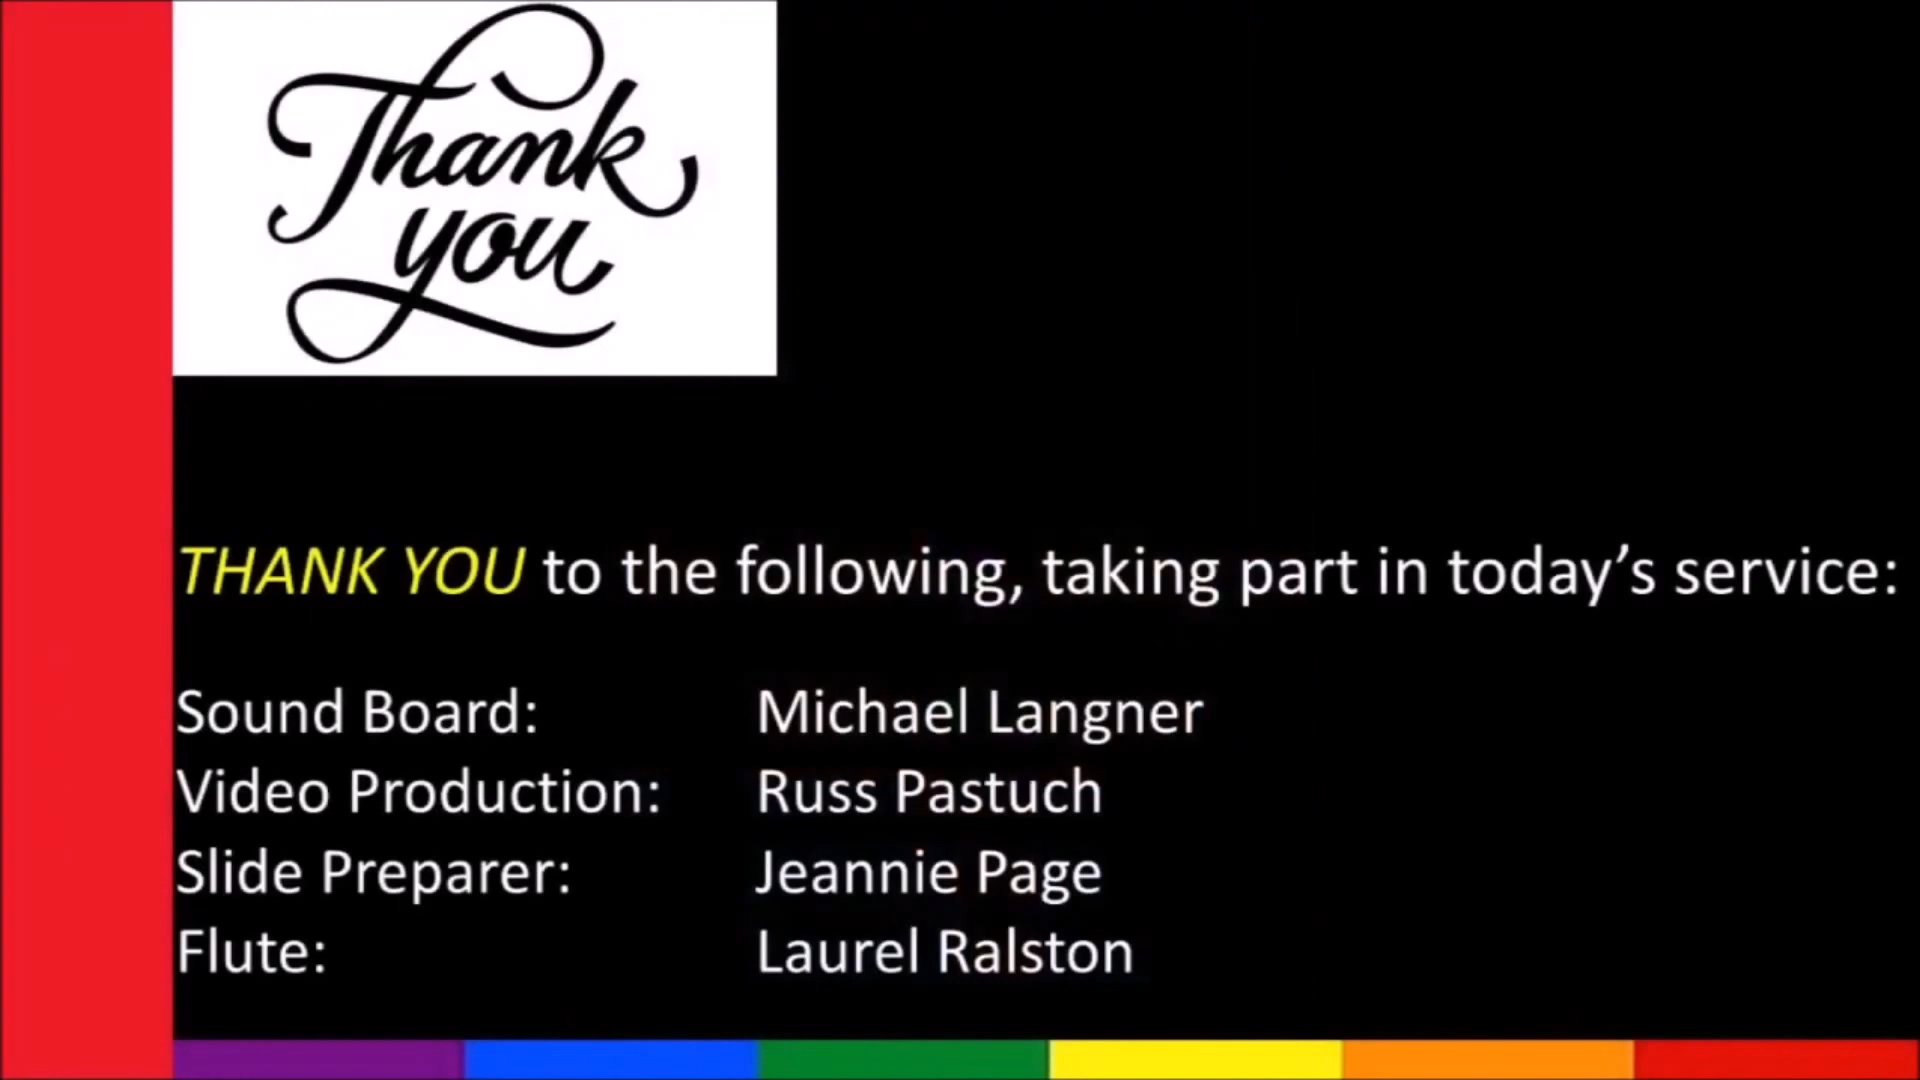 Thank
you
THANK YOU to the following, taking part in today’s service:
Sound Board: Michael Langner
Video Production: Russ Pastuch
Slide Preparer: Jeannie Page
Flute: Laurel Ralston